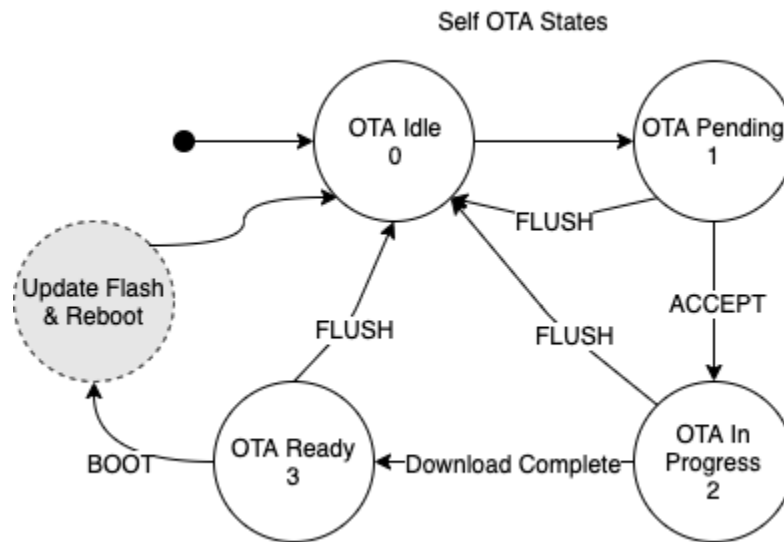 Self OTA States
OTA Idle
0
OTA Pending
1
FLUSH
Update Flash
& Reboot
ACCEPT
FLUSH
FLUSH
OTA Ready
3
BOOT
Download Complete
OTA In
Progress
2